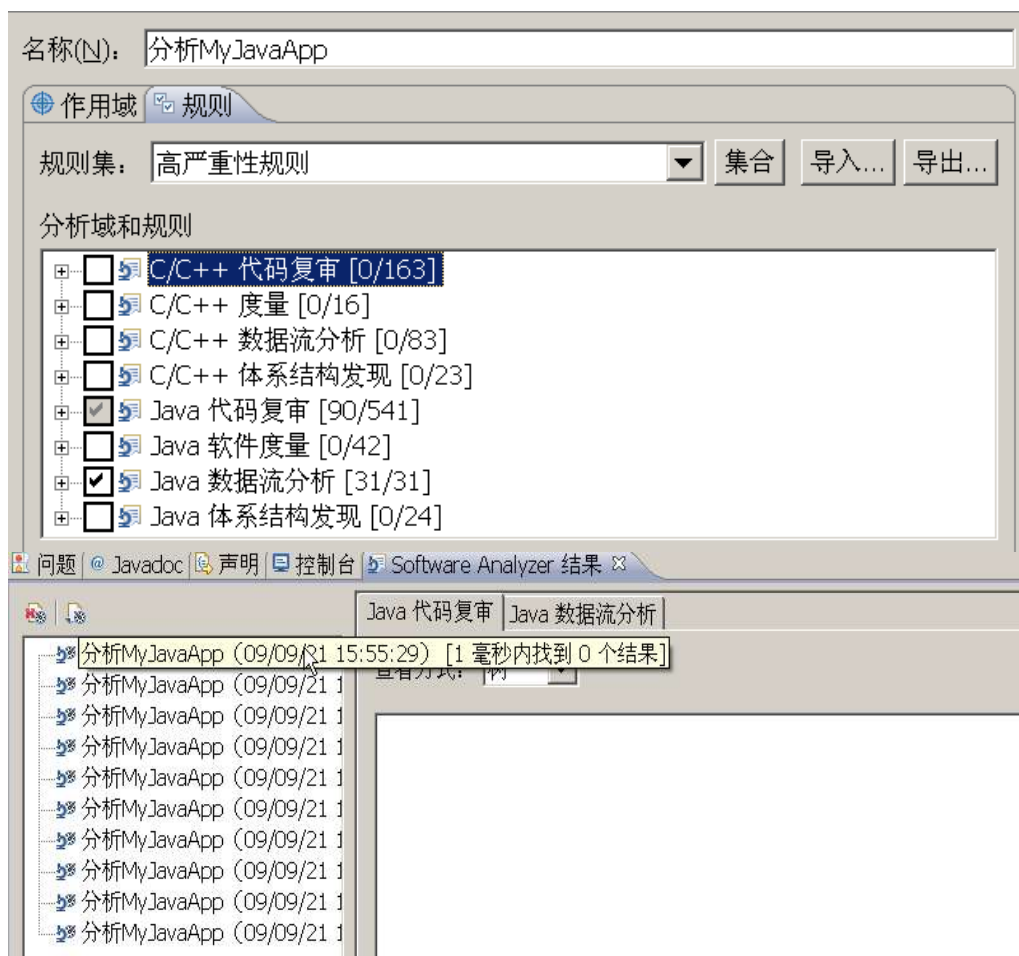 名称(N)： 分析MyJavaApp
作用域 规则
规则集： 高严重性规则 集合 导入... 导出...
分析域和规则
C/C++ 代码复审 [0/163]
C/C++ 度量 [0/16]
C/C++ 数据流分析 [0/83]
C/C++ 体系结构发现 [0/23]
Java 代码复审 [90/541]
Java 软件度量 [0/42]
Java 数据流分析 [31/31]
Java 体系结构发现 [0/24]
问题 @ Javadoc 声明 控制台 Software Analyzer 结果
Java 代码复审 Java 数据流分析
分析MyJavaApp（09/09/21 15:55:29） [1 毫秒内找到 0 个结果]
查看方式： 树
分析MyJavaApp（09/09/21 1
分析MyJavaApp（09/09/21 1
分析MyJavaApp（09/09/21 1
分析MyJavaApp（09/09/21 1
分析MyJavaApp（09/09/21 1
分析MyJavaApp（09/09/21 1
分析MyJavaApp（09/09/21 1
分析MyJavaApp（09/09/21 1
分析MyJavaApp（09/09/21 1